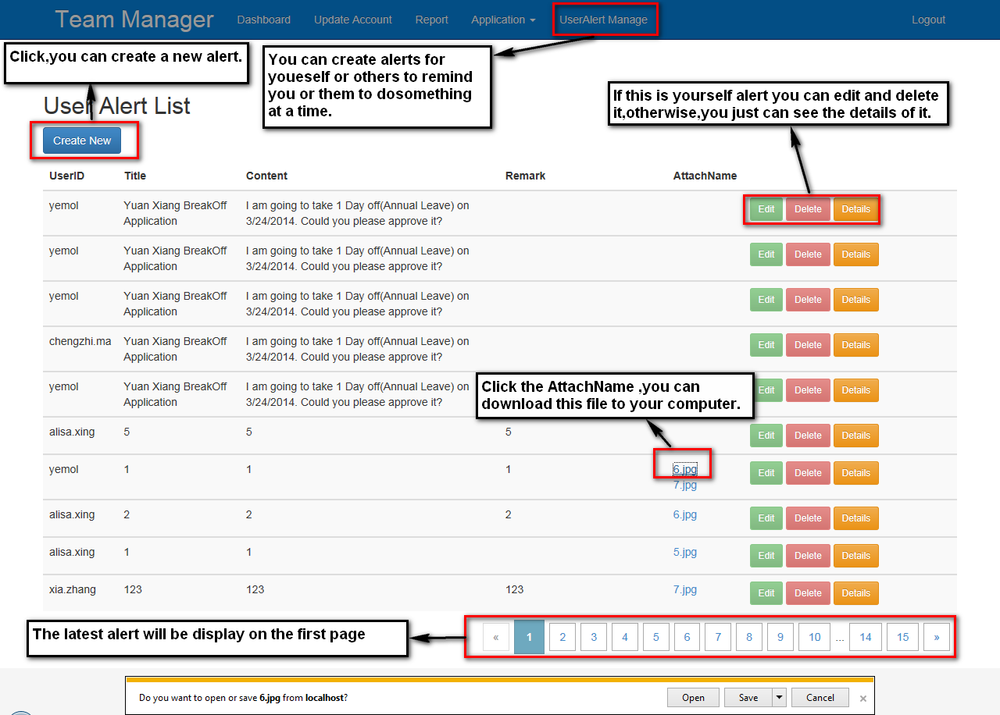 Team Manager Dashboard Update Account Report Application UserAlert Manage Logout
Click,you can create a new alert.
You can create alerts for
youeself or others to remind
you or them to dosomething
at a time.
If this is yourself alert you can edit and delete
it,otherwise,you just can see the details of it.
User Alert List
Create New
UserID Title Content Remark AttachName
yemol Yuan Xiang BreakOff I am going to take 1 Day off(Annual Leave) on Edit Delete Details
Application 3/24/2014. Could you please approve it?
yemol Yuan Xiang BreakOff I am going to take 1 Day off(Annual Leave) on Edit Delete Details
Application 3/24/2014. Could you please approve it?
yemol Yuan Xiang BreakOff I am going to take 1 Day off(Annual Leave) on Edit Delete Details
Application 3/24/2014. Could you please approve it?
chengzhi.ma Yuan Xiang BreakOff I am going to take 1 Day off(Annual Leave) on Edit Delete Details
Application 3/24/2014. Could you please approve it?
yemol Yuan Xiang BreakOff I am going to take 1 Day off(Annual Leave) on Edit Delete Details
Application 3/24/2014. Could you please approve it?
Click the AttachName ,you can
download this file to your computer.
alisa.xing 5 5 5 Edit Delete Details
yemol 1 1 1 6.jpg Edit Delete Details
7.jpg
alisa.xing 2 2 2 6.jpg Edit Delete Details
alisa.xing 1 1 5.jpg Edit Delete Details
xia.zhang 123 123 123 7.jpg Edit Delete Details
The latest alert will be display on the first page
« 1 2 3 4 5 6 7 8 9 10 ... 14 15 »
Do you want to open or save 6.jpg from localhost? Open Save Cancel ×